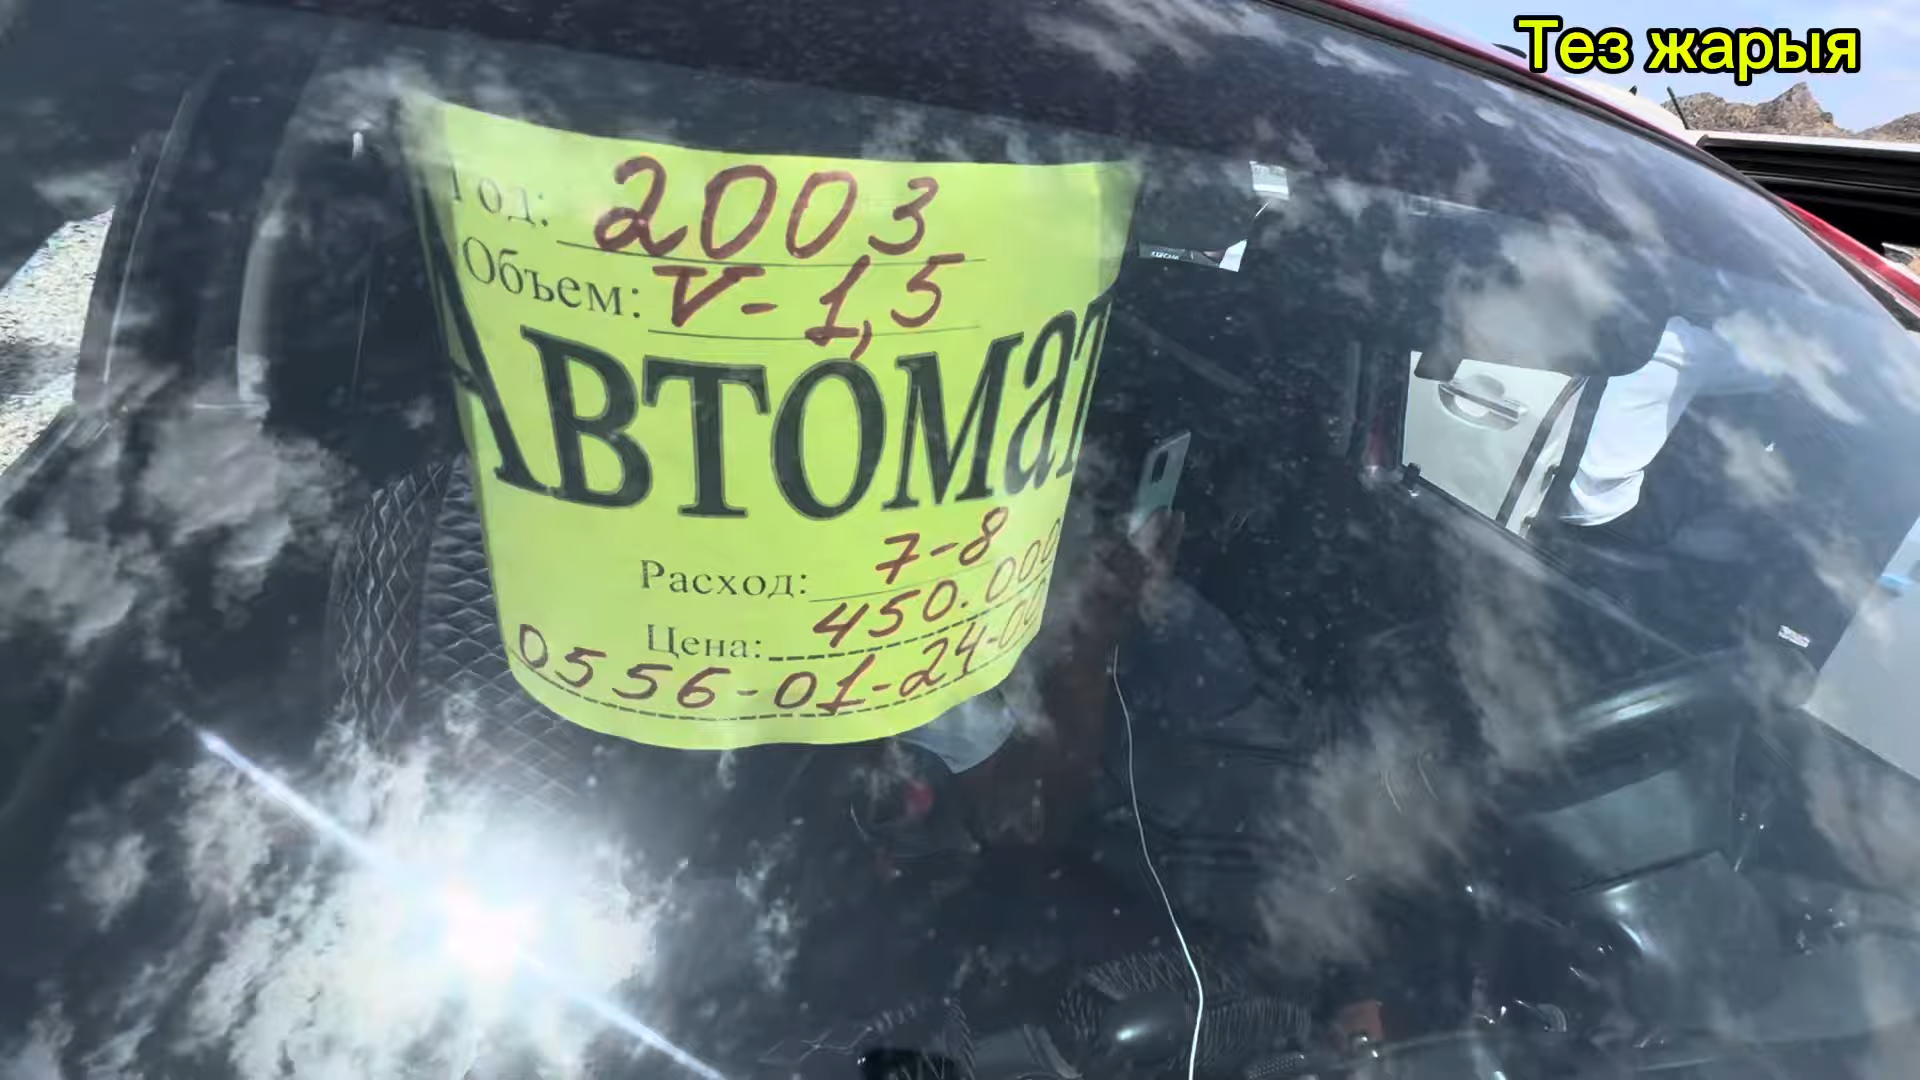 Тез жарыя
Год: 2003
Объем: V-1,5
Автомат
Расход: 7-8
Цена: 450.000
0556-01-24-00